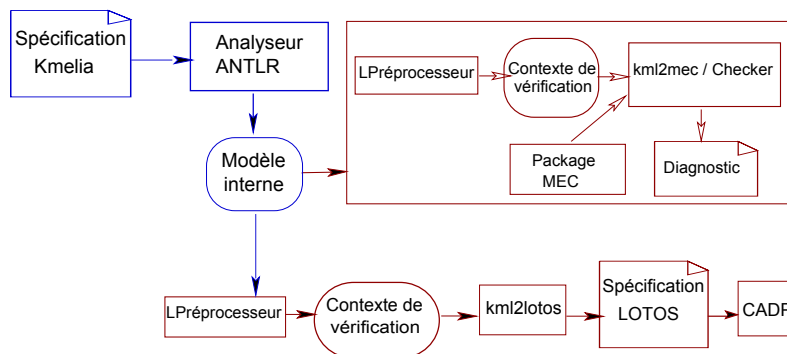 Spécification
Kmelia
Analyseur
ANTLR
LPréprocesseur
Contexte de
vérification
kml2mec / Checker
Package
MEC
Diagnostic
Modèle
interne
LPréprocesseur
Contexte de
vérification
kml2lotos
Spécification
LOTOS
CADP